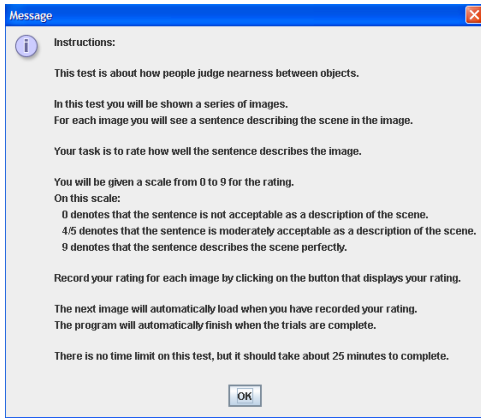 Message
Instructions:
This test is about how people judge nearness between objects.
In this test you will be shown a series of images.
For each image you will see a sentence describing the scene in the image.
Your task is to rate how well the sentence describes the image.
You will be given a scale from 0 to 9 for the rating.
On this scale:
0 denotes that the sentence is not acceptable as a description of the scene.
4/5 denotes that the sentence is moderately acceptable as a description of the scene.
9 denotes that the sentence describes the scene perfectly.
Record your rating for each image by clicking on the button that displays your rating.
The next image will automatically load when you have recorded your rating.
The program will automatically finish when the trials are complete.
There is no time limit on this test, but it should take about 25 minutes to complete.
OK